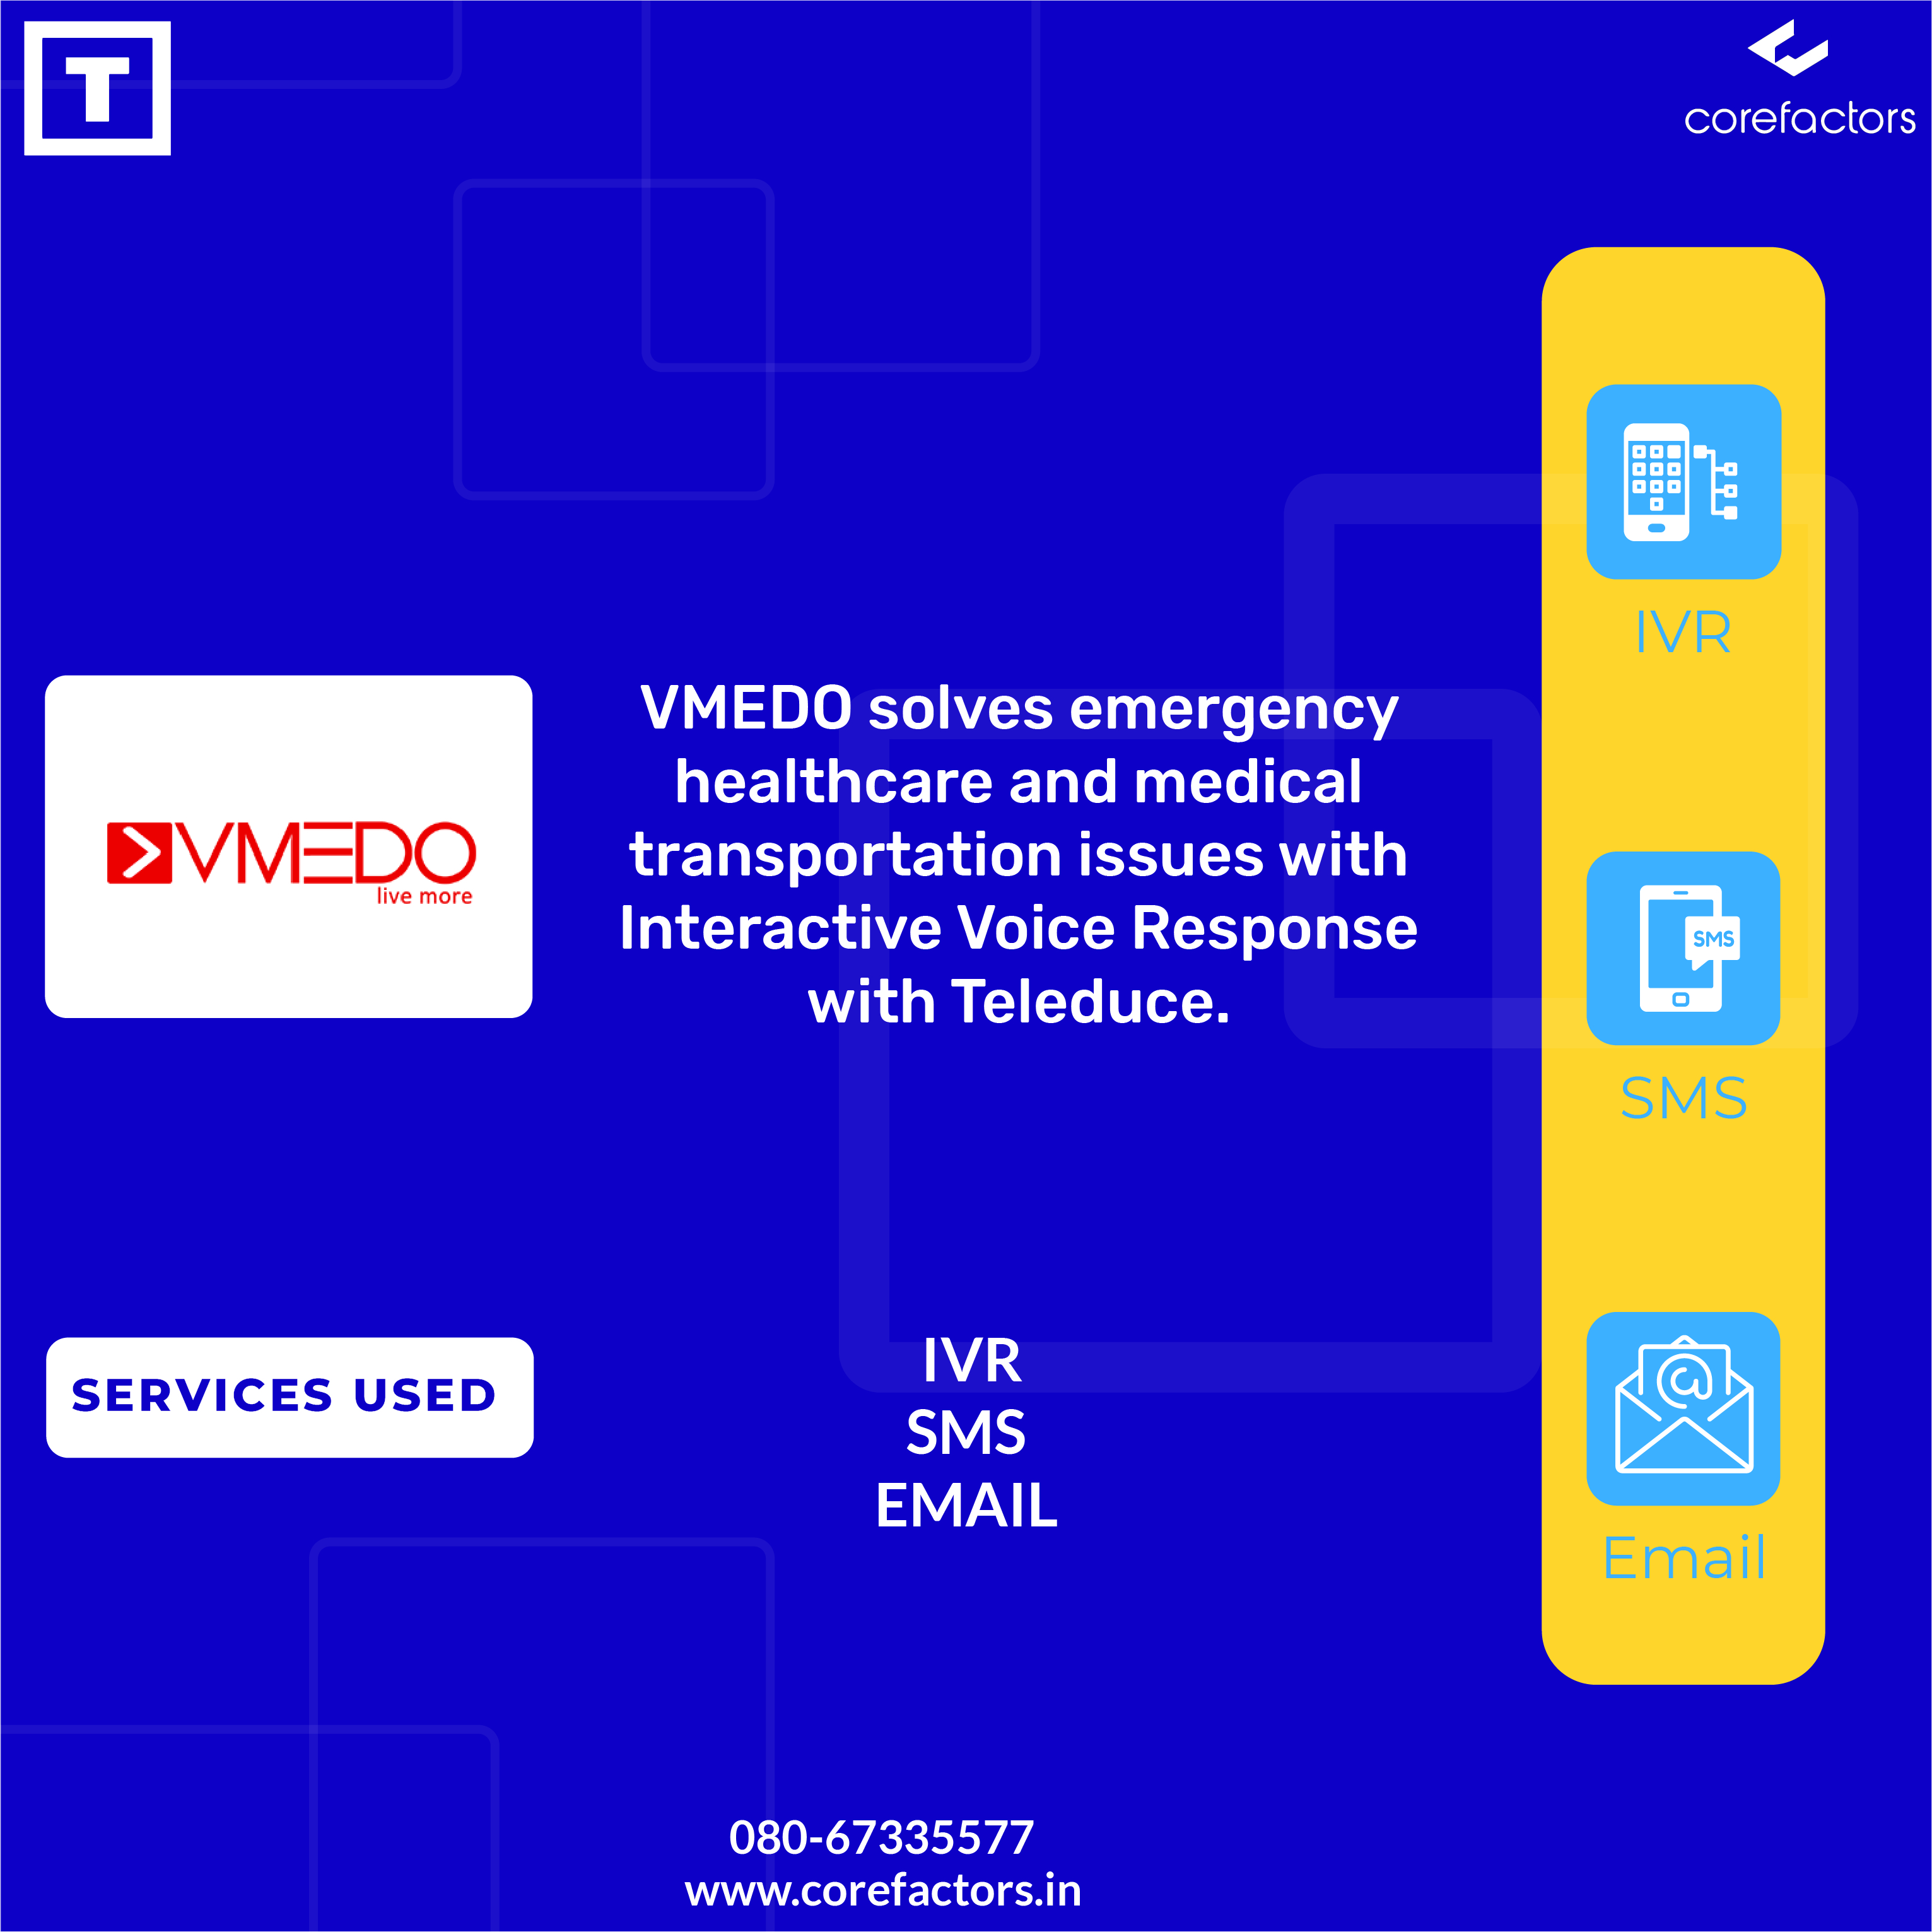 T
corefactors
IVR
VMEDO
live more
VMEDO solves emergency
healthcare and medical
transportation issues with
Interactive Voice Response
with Teleduce.
SMS
SMS
SERVICES USED
IVR
SMS
EMAIL
Email
080-67335577
www.corefactors.in